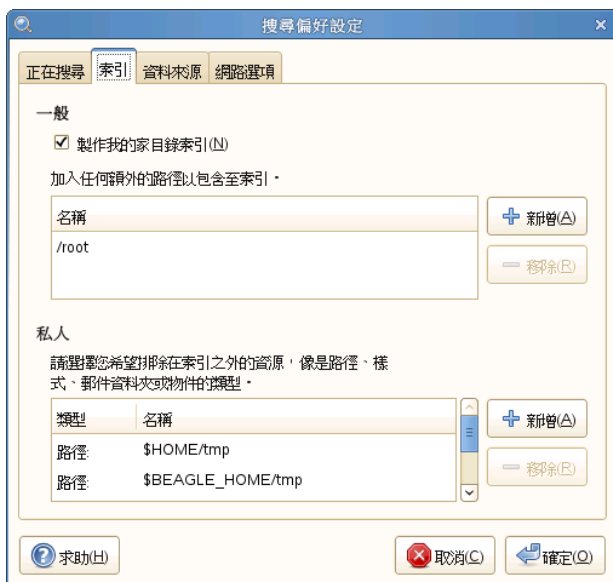 搜尋偏好設定
正在搜尋 索引 資料來源 網路選項
一般
製作我的家目錄索引(N)
加入任何額外的路徑以包含至索引。
名稱
新增(A)
/root
移除(R)
私人
請選擇您希望排除在索引之外的資源，像是路徑、樣
式、郵件資料夾或物件的類型。
類型 名稱
新增(A)
路徑: $HOME/tmp
路徑: $BEAGLE_HOME/tmp
移除(R)
求助(H) 取消(C) 確定(O)